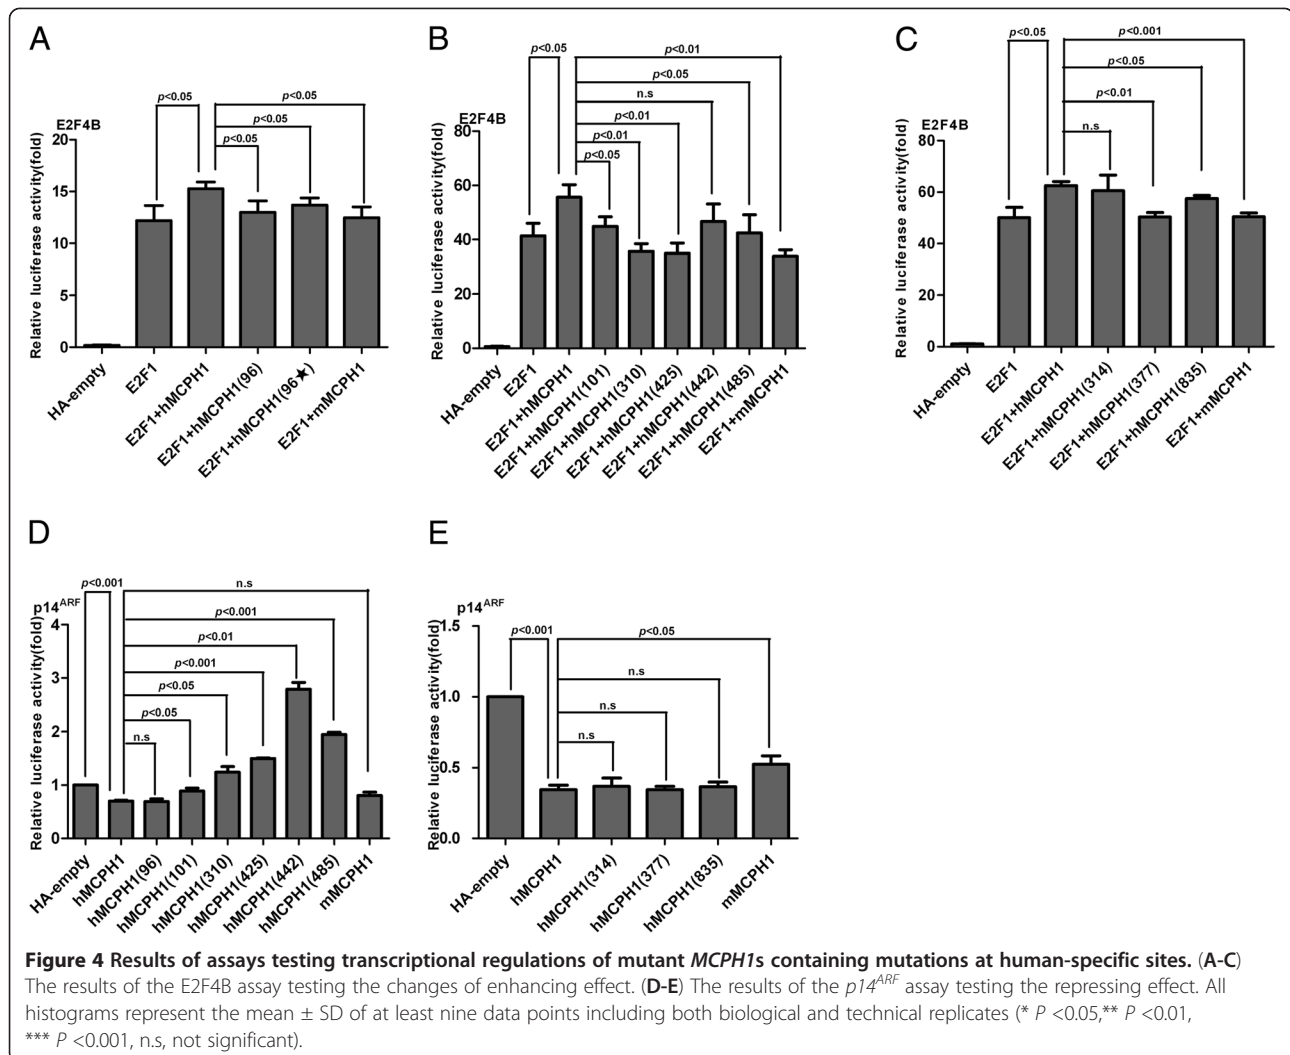 A
p<0.05
p<0.05
p<0.05
p<0.05
E2F4B
Relative luciferase activity(fold)
20
15
10
5
0
HA-empty
E2F1
E2F1+hMCPH1
E2F1+hMCPH1(96)
E2F1+hMCPH1(96★)
E2F1+mMCPH1
B
p<0.05
p<0.01
p<0.05
n.s
p<0.01
p<0.01
p<0.05
E2F4B
Relative luciferase activity(fold)
80
60
40
20
0
HA-empty
E2F1
E2F1+hMCPH1
E2F1+hMCPH1(101)
E2F1+hMCPH1(310)
E2F1+hMCPH1(425)
E2F1+hMCPH1(442)
E2F1+hMCPH1(485)
E2F1+mMCPH1
C
p<0.05
p<0.001
p<0.05
p<0.01
n.s
E2F4B
Relative luciferase activity(fold)
80
60
40
20
0
HA-empty
E2F1
E2F1+hMCPH1
E2F1+hMCPH1(314)
E2F1+hMCPH1(377)
E2F1+hMCPH1(835)
E2F1+mMCPH1
D
p<0.001
n.s
p<0.001
p<0.01
p<0.001
p<0.05
p<0.05
n.s
p14ARF
Relative luciferase activity(fold)
4
3
2
1
0
HA-empty
hMCPH1
hMCPH1(96)
hMCPH1(101)
hMCPH1(310)
hMCPH1(425)
hMCPH1(442)
hMCPH1(485)
mMCPH1
E
p<0.001
p<0.05
n.s
n.s
n.s
p14ARF
Relative luciferase activity(fold)
1.5
1.0
0.5
0.0
HA-empty
hMCPH1
hMCPH1(314)
hMCPH1(377)
hMCPH1(835)
mMCPH1
Figure 4 Results of assays testing transcriptional regulations of mutant MCPH1s containing mutations at human-specific sites. (A-C)
The results of the E2F4B assay testing the changes of enhancing effect. (D-E) The results of the p14ARF assay testing the repressing effect. All
histograms represent the mean ± SD of at least nine data points including both biological and technical replicates (* P <0.05,** P <0.01,
*** P <0.001, n.s, not significant).